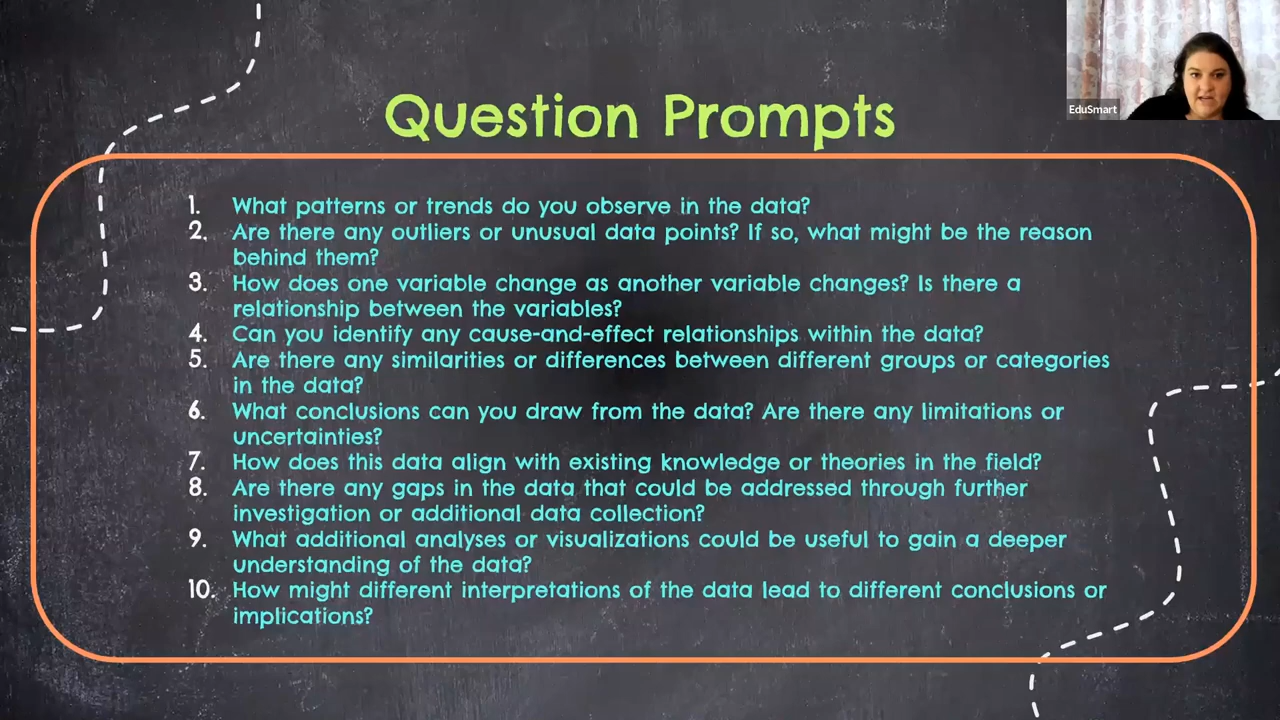 EduSmart
Question Prompts
1. What patterns or trends do you observe in the data?
2. Are there any outliers or unusual data points? If so, what might be the reason
behind them?
3. How does one variable change as another variable changes? Is there a
relationship between the variables?
4. Can you identify any cause-and-effect relationships within the data?
5. Are there any similarities or differences between different groups or categories
in the data?
6. What conclusions can you draw from the data? Are there any limitations or
uncertainties?
7. How does this data align with existing knowledge or theories in the field?
8. Are there any gaps in the data that could be addressed through further
investigation or additional data collection?
9. What additional analyses or visualizations could be useful to gain a deeper
understanding of the data?
10. How might different interpretations of the data lead to different conclusions or
implications?